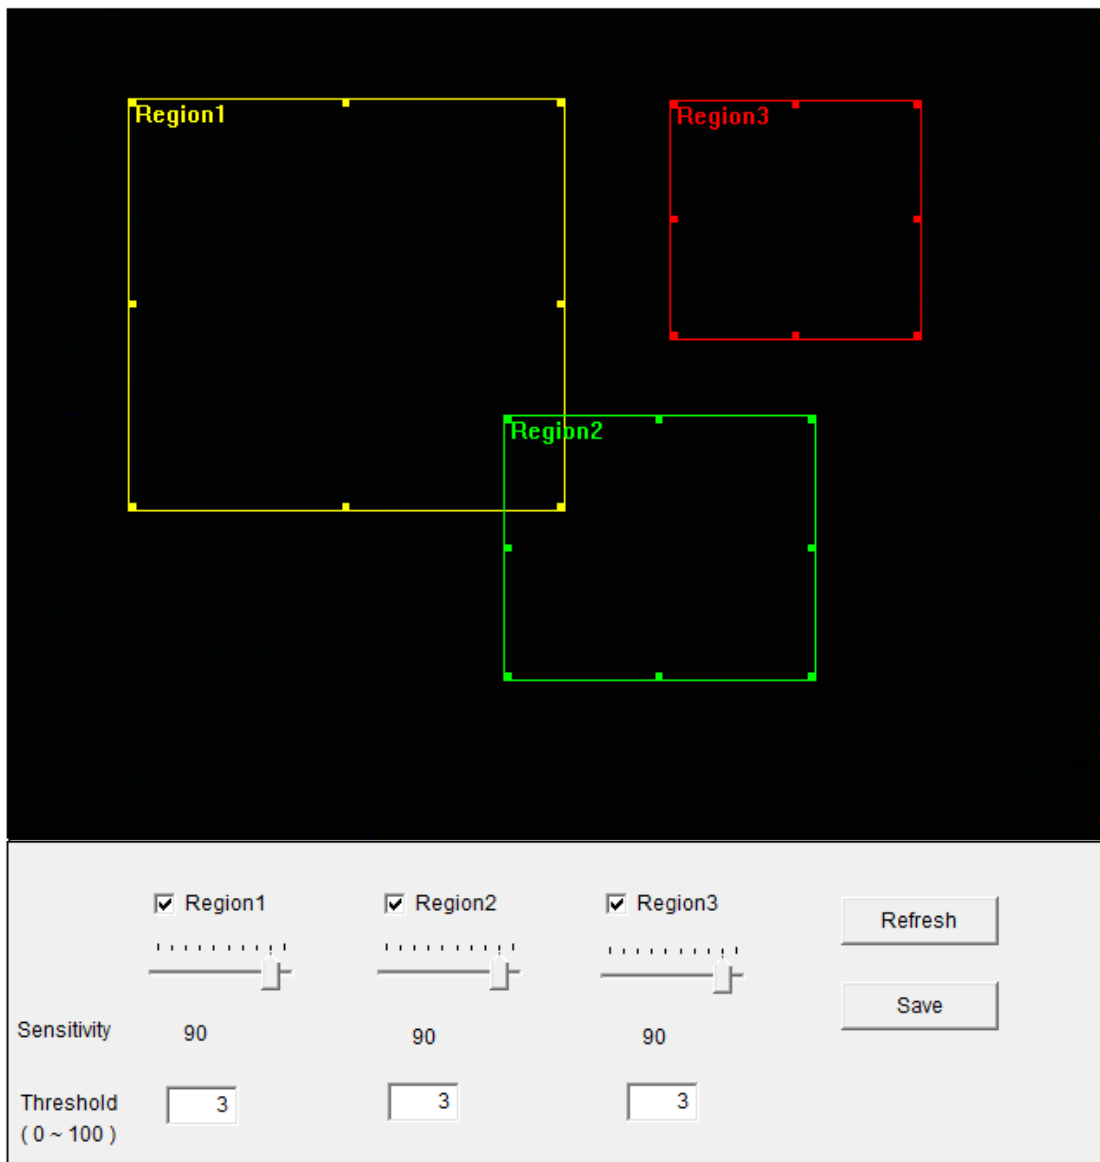 Region1
Region3
Region2
Region1 Region2 Region3
Refresh
Save
Sensitivity 90 90 90
Threshold 3 3 3
( 0 ~ 100 )